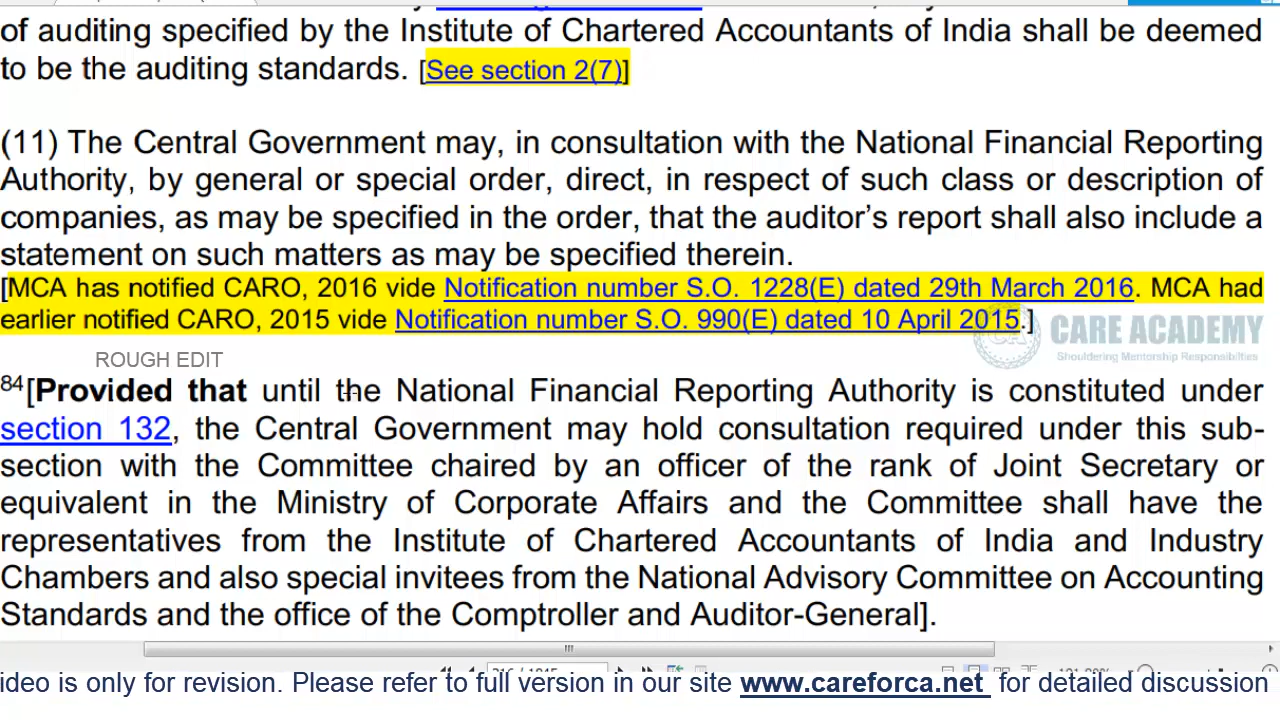 of auditing specified by the Institute of Chartered Accountants of India shall be deemed
to be the auditing standards. [See section 2(7)]
(11) The Central Government may, in consultation with the National Financial Reporting
Authority, by general or special order, direct, in respect of such class or description of
companies, as may be specified in the order, that the auditor's report shall also include a
statement on such matters as may be specified therein.
[MCA has notified CARO, 2016 vide Notification number S.O. 1228(E) dated 29th March 2016. MCA had
earlier notified CARO, 2015 vide Notification number S.O. 990(E) dated 10 April 2015.]
CARE ACADEMY
Shouldering Mentorship Responsibilities
ROUGH EDIT
84[Provided that until the National Financial Reporting Authority is constituted under
section 132, the Central Government may hold consultation required under this sub-
section with the Committee chaired by an officer of the rank of Joint Secretary or
equivalent in the Ministry of Corporate Affairs and the Committee shall have the
representatives from the Institute of Chartered Accountants of India and Industry
Chambers and also special invitees from the National Advisory Committee on Accounting
Standards and the office of the Comptroller and Auditor-General].
ideo is only for revision. Please refer to full version in our site www.careforca.net for detailed discussion